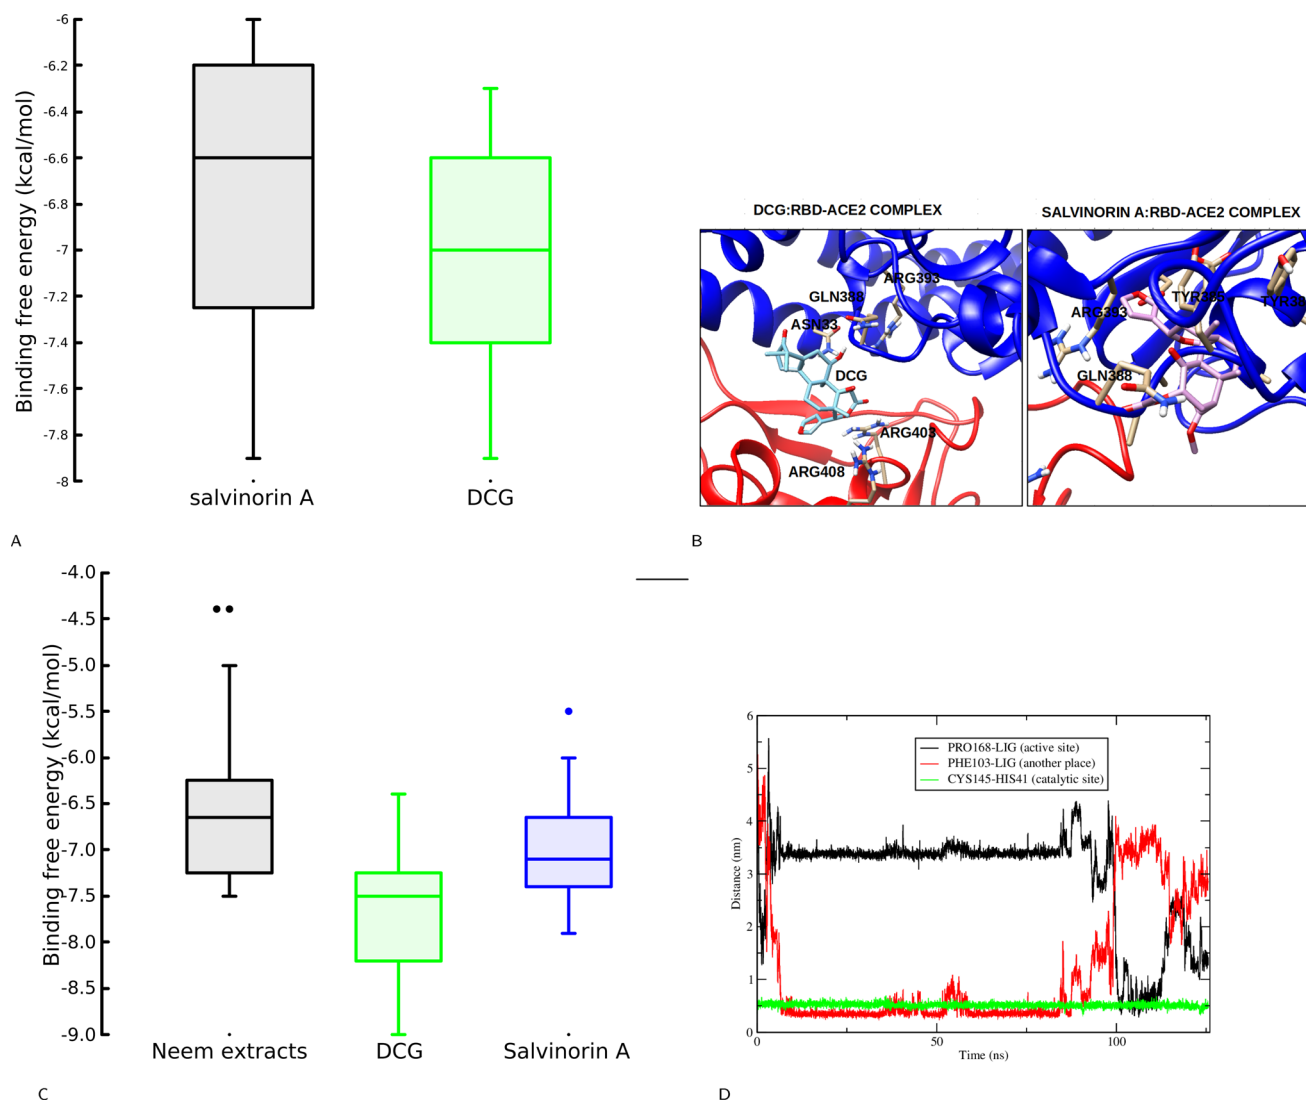 Binding free energy (kcal/mol)
-6
-6.2
-6.4
-6.6
-6.8
-7
-7.2
-7.4
-7.6
-7.8
-8
salvinorin A
DCG
A
DCG:RBD-ACE2 COMPLEX
ARG393
GLN388
ASN33
DCG
ARG403
ARG408
SALVINORIN A:RBD-ACE2 COMPLEX
TYR385
TYR38
ARG393
GLN388
B
Binding free energy (kcal/mol)
-4.0
-4.5
-5.0
-5.5
-6.0
-6.5
-7.0
-7.5
-8.0
-8.5
-9.0
Neem extracts
DCG
Salvinorin A
C
Distance (nm)
6
5
4
3
2
1
0
PRO168-LIG (active site)
PHE103-LIG (another place)
CYS145-HIS41 (catalytic site)
0
50
100
Time (ns)
D